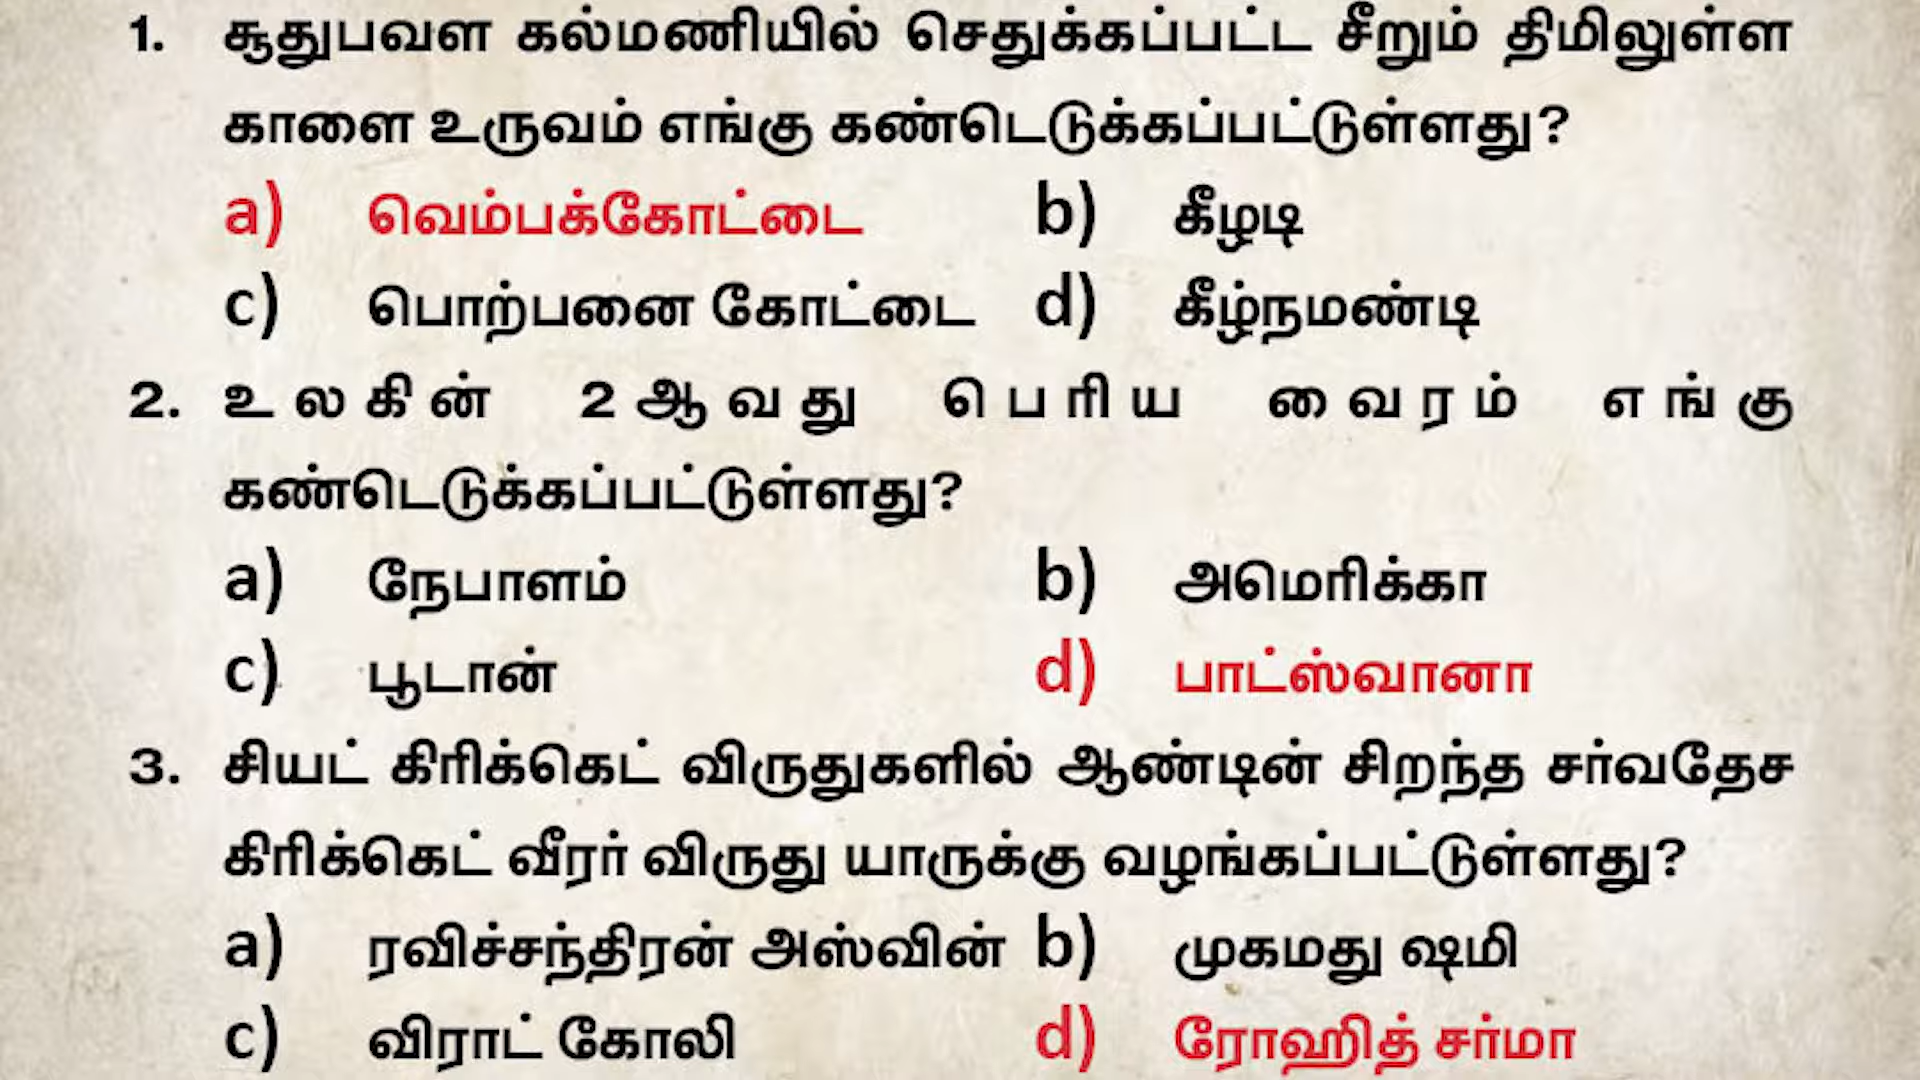 1. சூதுபவள கல்மணியில் செதுக்கப்பட்ட சீறும் திமிலுள்ள
காளை உருவம் எங்கு கண்டெடுக்கப்பட்டுள்ளது?
a) வெம்பக்கோட்டை b) கீழடி
c) பொற்பனை கோட்டை d) கீழ்நமண்டி
2. உலகின் 2ஆவது பெரிய வைரம் எங்கு
கண்டெடுக்கப்பட்டுள்ளது?
a) நேபாளம் b) அமெரிக்கா
c) பூடான் d) பாட்ஸ்வானா
3. சியட் கிரிக்கெட் விருதுகளில் ஆண்டின் சிறந்த சர்வதேச
கிரிக்கெட் வீரர் விருது யாருக்கு வழங்கப்பட்டுள்ளது?
a) ரவிச்சந்திரன் அஸ்வின் b) முகமது ஷமி
c) விராட் கோலி d) ரோஹித் சர்மா